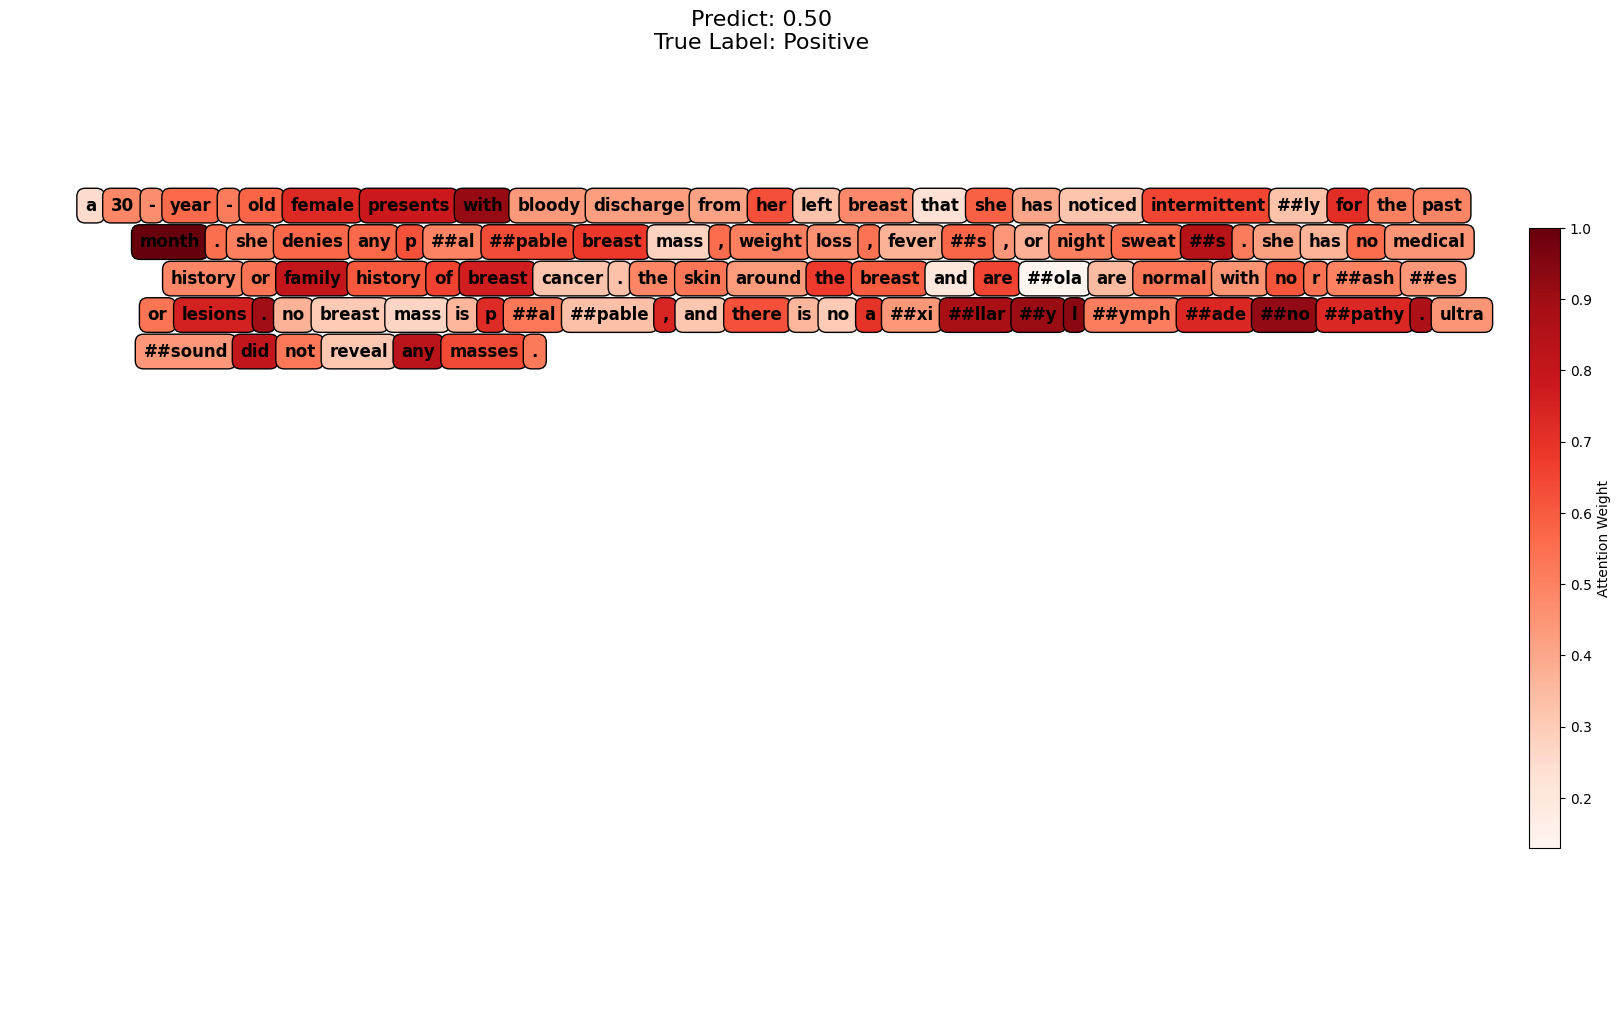 Predict: 0.50
True Label: Positive
a 30 - year - old female presents with bloody discharge from her left breast that she has noticed intermittent ##ly for the past
month . she denies any p ##al ##pable breast mass , weight loss , fever ##s , or night sweat ##s . she has no medical
history or family history of breast cancer . the skin around the breast and are ##ola are normal with no r ##ash ##es
or lesions . no breast mass is p ##al ##pable , and there is no a ##xi ##llar ##y l ##ymph ##ade ##no ##pathy . ultra
##sound did not reveal any masses .
1.0
0.9
0.8
0.7
0.6
0.5
0.4
0.3
0.2
Attention Weight